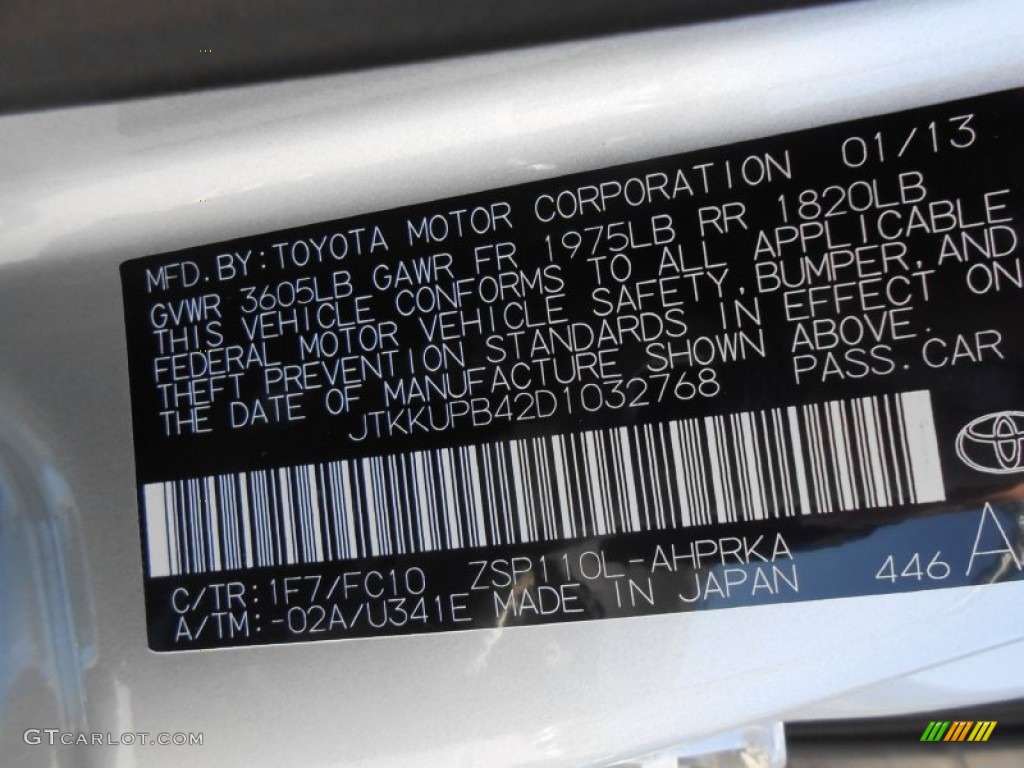 MFD.BY:TOYOTA MOTOR CORPORATION 01/13
GVWR 3605LB GAWR FR 1975LB RR 1820LB
THIS VEHICLE CONFORMS TO ALL APPLICABLE
FEDERAL MOTOR VEHICLE SAFETY,BUMPER,AND
THEFT PREVENTION STANDARDS IN EFFECT ON
THE DATE OF MANUFACTURE SHOWN ABOVE.
JTKKUPB42D1032768 PASS.CAR
C/TR:1F7/FC10 ZSP110L-AHPRKA
A/TM:-02A/U341E MADE IN JAPAN 446 A
GTCARLOT.COM